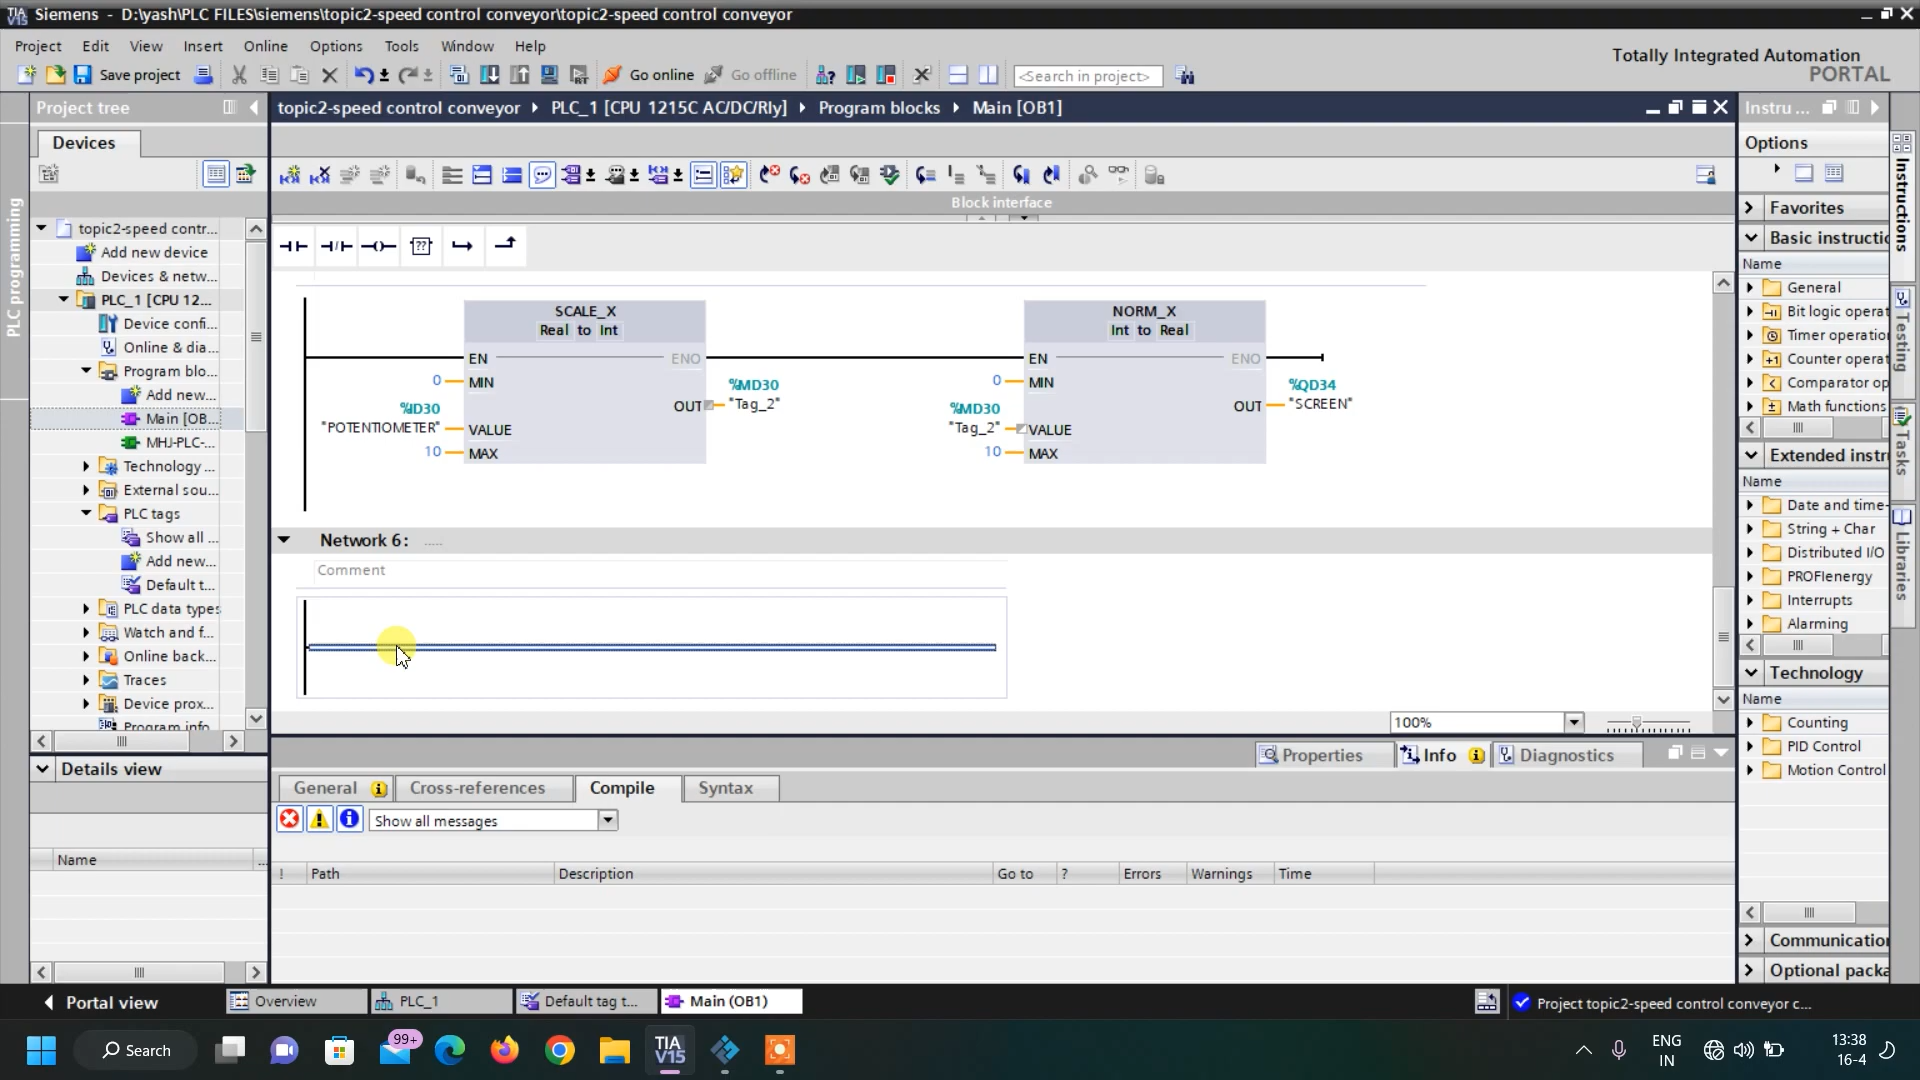 Siemens - D:\yash\PLC FILES\siemens\topic2-speed control conveyor\topic2-speed control conveyor
Project Edit View Insert Online Options Tools Window Help
Totally Integrated Automation
PORTAL
Save project
Go online
Go offline
<Search in project>
Project tree
topic2-speed control conveyor
PLC_1 [CPU 1215C AC/DC/Rly]
Program blocks
Main [OB1]
Instru ...
Devices
Options
PLC programming
Block interface
topic2-speed contr...
Add new device
Devices & netw...
PLC_1 [CPU 12...
Device confi...
Online & dia...
Program blo...
Add new...
Main [OB...
MHJ-PLC-...
Technology ...
External sou...
PLC tags
Show all ...
Add new...
Default t...
PLC data types
Watch and f...
Online back...
Traces
Device prox...
Program info
Details view
Name
SCALE_X
Real to Int
EN
ENO
0
MIN
%ID30
"POTENTIOMETER"
VALUE
10
MAX
OUT
%MD30
"Tag_2"
NORM_X
Int to Real
EN
ENO
0
MIN
%MD30
"Tag_2"
VALUE
10
MAX
OUT
%QD34
"SCREEN"
Network 6: .....
Comment
100%
Favorites
Basic instructio
Name
General
Bit logic operat
Timer operatio
Counter operat
Comparator op
Math functions
Extended instr
Name
Date and time-
String + Char
Distributed I/O
PROFIenergy
Interrupts
Alarming
Technology
Name
Counting
PID Control
Motion Control
Communication
Optional packa
Instructions
Testing
Tasks
Libraries
Properties
Info
Diagnostics
General
Cross-references
Compile
Syntax
Show all messages
! Path Description Go to ? Errors Warnings Time
Portal view
Overview
PLC_1
Default tag t...
Main (OB1)
Project topic2-speed control conveyor c...
Search
99+
TIA
V15
ENG
IN
13:38
16-4